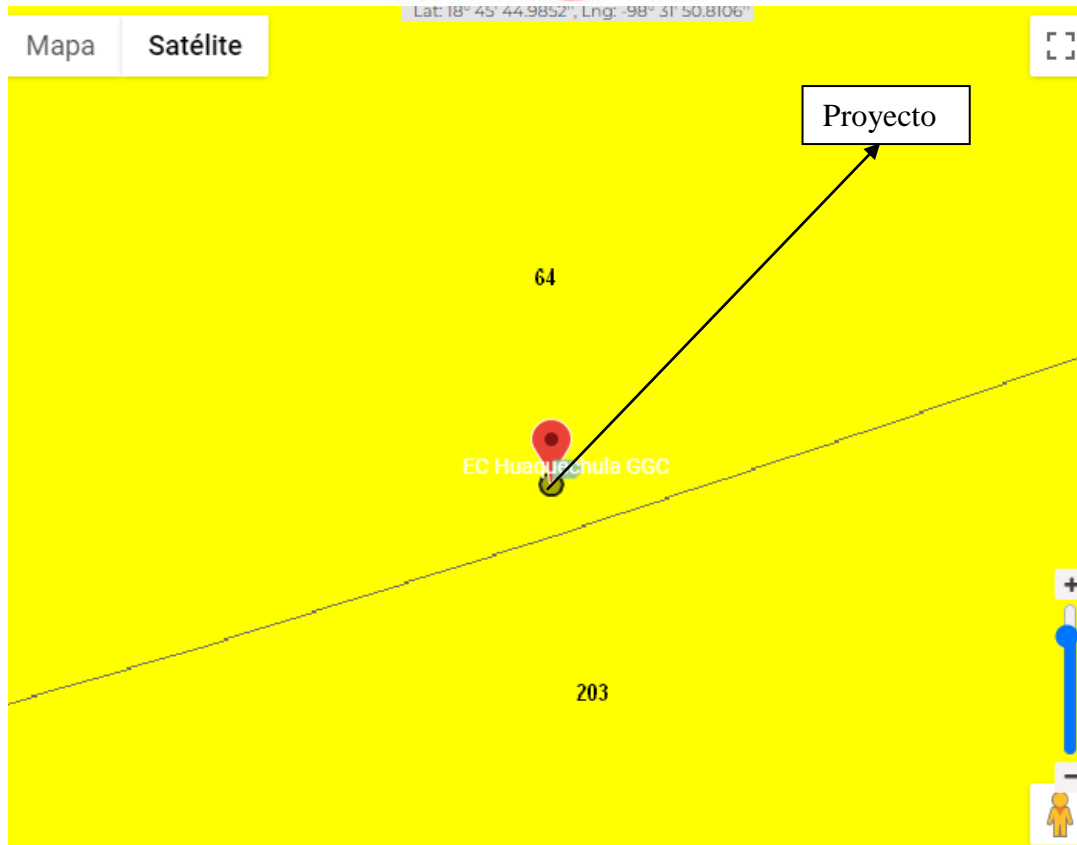 Lat: 18° 45' 44.9852", Lng: -98° 31' 50.8106"
Mapa Satélite
Proyecto
64
EC Huaquechula GGC
203
+
−